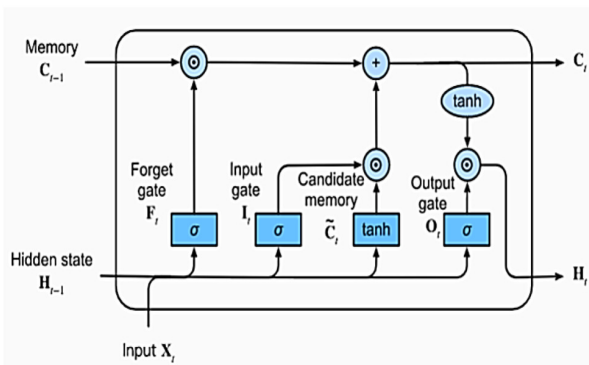 Memory
C_{t-1}
⊙
+
C_t
tanh
Forget
gate
F_t
σ
Input
gate
I_t
σ
Candidate
memory
C̃_t
tanh
⊙
Output
gate
O_t
σ
⊙
Hidden state
H_{t-1}
H_t
Input X_t